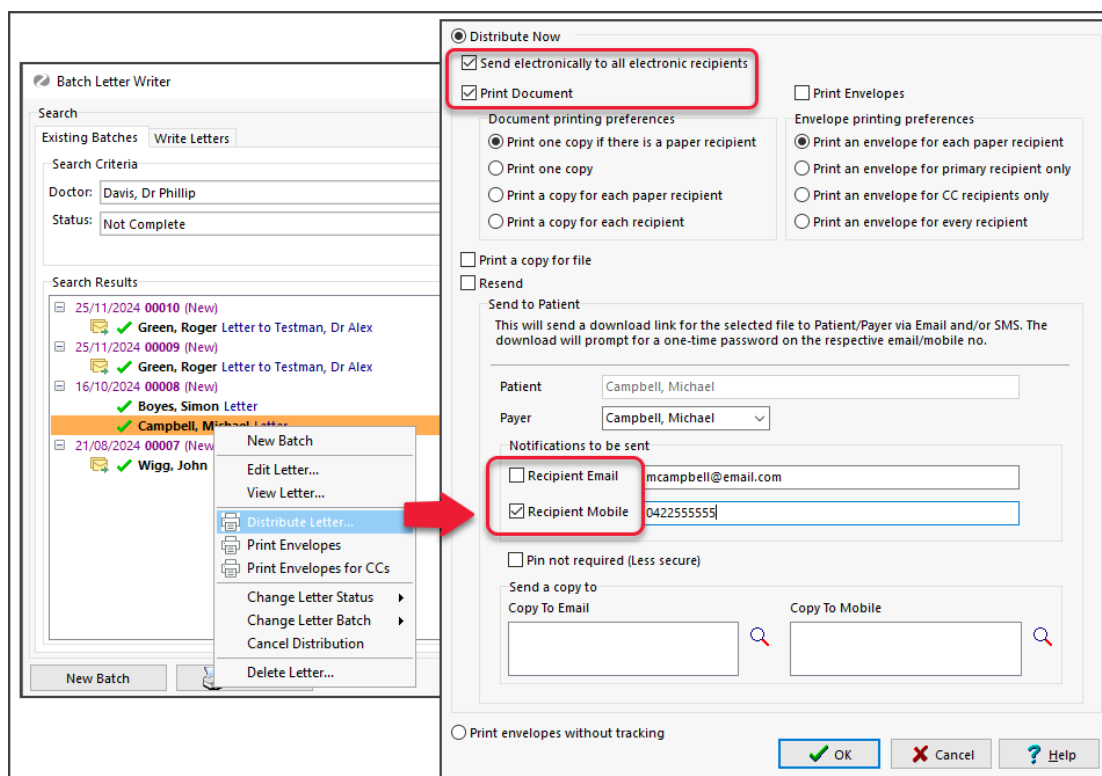 Batch Letter Writer
Search
Existing Batches Write Letters
Search Criteria
Doctor: Davis, Dr Phillip
Status: Not Complete
Search Results
25/11/2024 00010 (New)
Green, Roger Letter to Testman, Dr Alex
25/11/2024 00009 (New)
Green, Roger Letter to Testman, Dr Alex
16/10/2024 00008 (New)
Boyes, Simon Letter
Campbell, Michael Letter
21/08/2024 00007 (New
Wigg, John
New Batch
New Batch
Edit Letter...
View Letter...
Distribute Letter...
Print Envelopes
Print Envelopes for CCs
Change Letter Status
Change Letter Batch
Cancel Distribution
Delete Letter...
Distribute Now
Send electronically to all electronic recipients
Print Document
Print Envelopes
Document printing preferences
Print one copy if there is a paper recipient
Print one copy
Print a copy for each paper recipient
Print a copy for each recipient
Envelope printing preferences
Print an envelope for each paper recipient
Print an envelope for primary recipient only
Print an envelope for CC recipients only
Print an envelope for every recipient
Print a copy for file
Resend
Send to Patient
This will send a download link for the selected file to Patient/Payer via Email and/or SMS. The
download will prompt for a one-time password on the respective email/mobile no.
Patient Campbell, Michael
Payer Campbell, Michael
Notifications to be sent
Recipient Email mcampbell@email.com
Recipient Mobile 0422555555
Pin not required (Less secure)
Send a copy to
Copy To Email Copy To Mobile
Print envelopes without tracking
OK Cancel Help